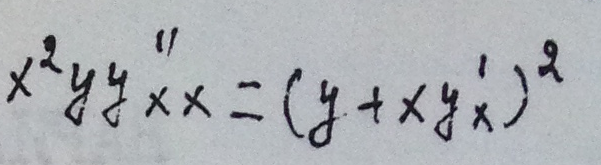 x²yy''ₓₓ = (y + xy'ₓ)²